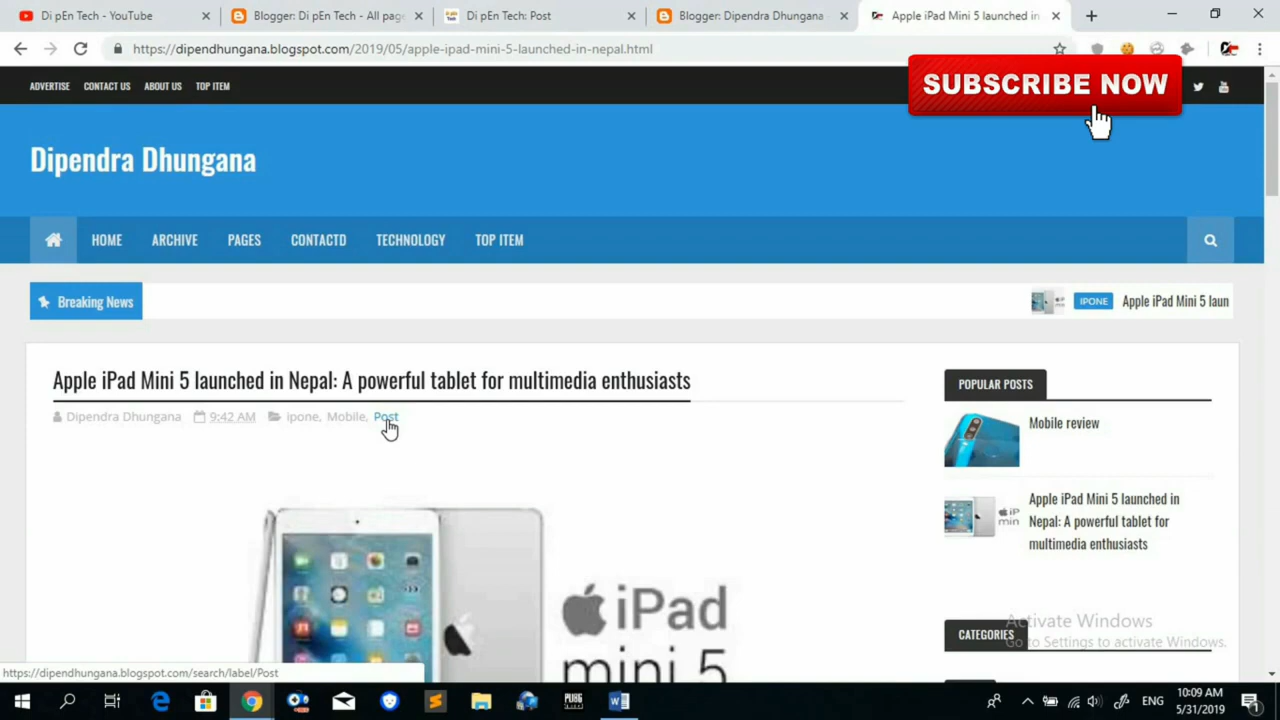 Di pEn Tech - YouTube
Blogger: Di pEn Tech - All page
Di pEn Tech: Post
Blogger: Dipendra Dhungana
Apple iPad Mini 5 launched in
https://dipendhungana.blogspot.com/2019/05/apple-ipad-mini-5-launched-in-nepal.html
ADVERTISE CONTACT US ABOUT US TOP ITEM
SUBSCRIBE NOW
Dipendra Dhungana
HOME ARCHIVE PAGES CONTACTD TECHNOLOGY TOP ITEM
Breaking News
IPONE Apple iPad Mini 5 laun
Apple iPad Mini 5 launched in Nepal: A powerful tablet for multimedia enthusiasts
Dipendra Dhungana 9:42 AM ipone, Mobile, Post
iPad
mini 5
POPULAR POSTS
Mobile review
Apple iPad Mini 5 launched in
Nepal: A powerful tablet for
multimedia enthusiasts
CATEGORIES
Activate Windows
Go to Settings to activate Windows.
https://dipendhungana.blogspot.com/search/label/Post
PUBG
ENG
10:09 AM
5/31/2019
1